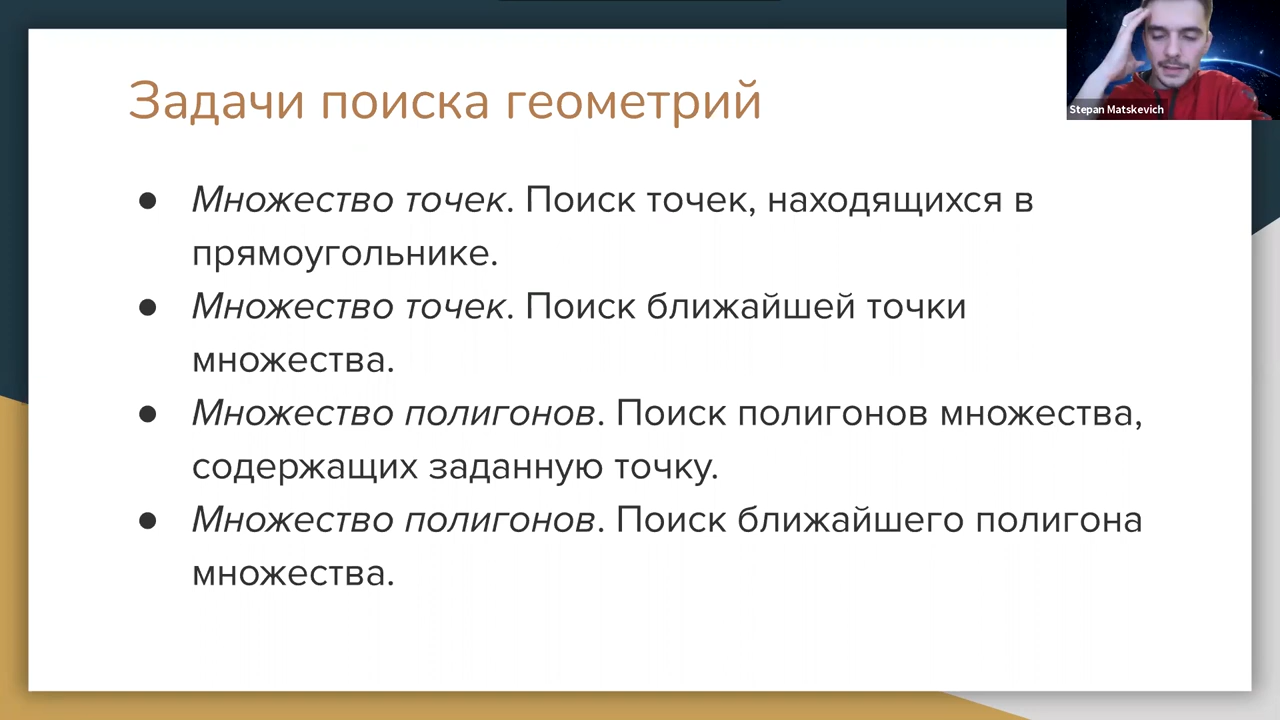 Задачи поиска геометрий
Stepan Matskevich
● Множество точек. Поиск точек, находящихся в
прямоугольнике.
● Множество точек. Поиск ближайшей точки
множества.
● Множество полигонов. Поиск полигонов множества,
содержащих заданную точку.
● Множество полигонов. Поиск ближайшего полигона
множества.